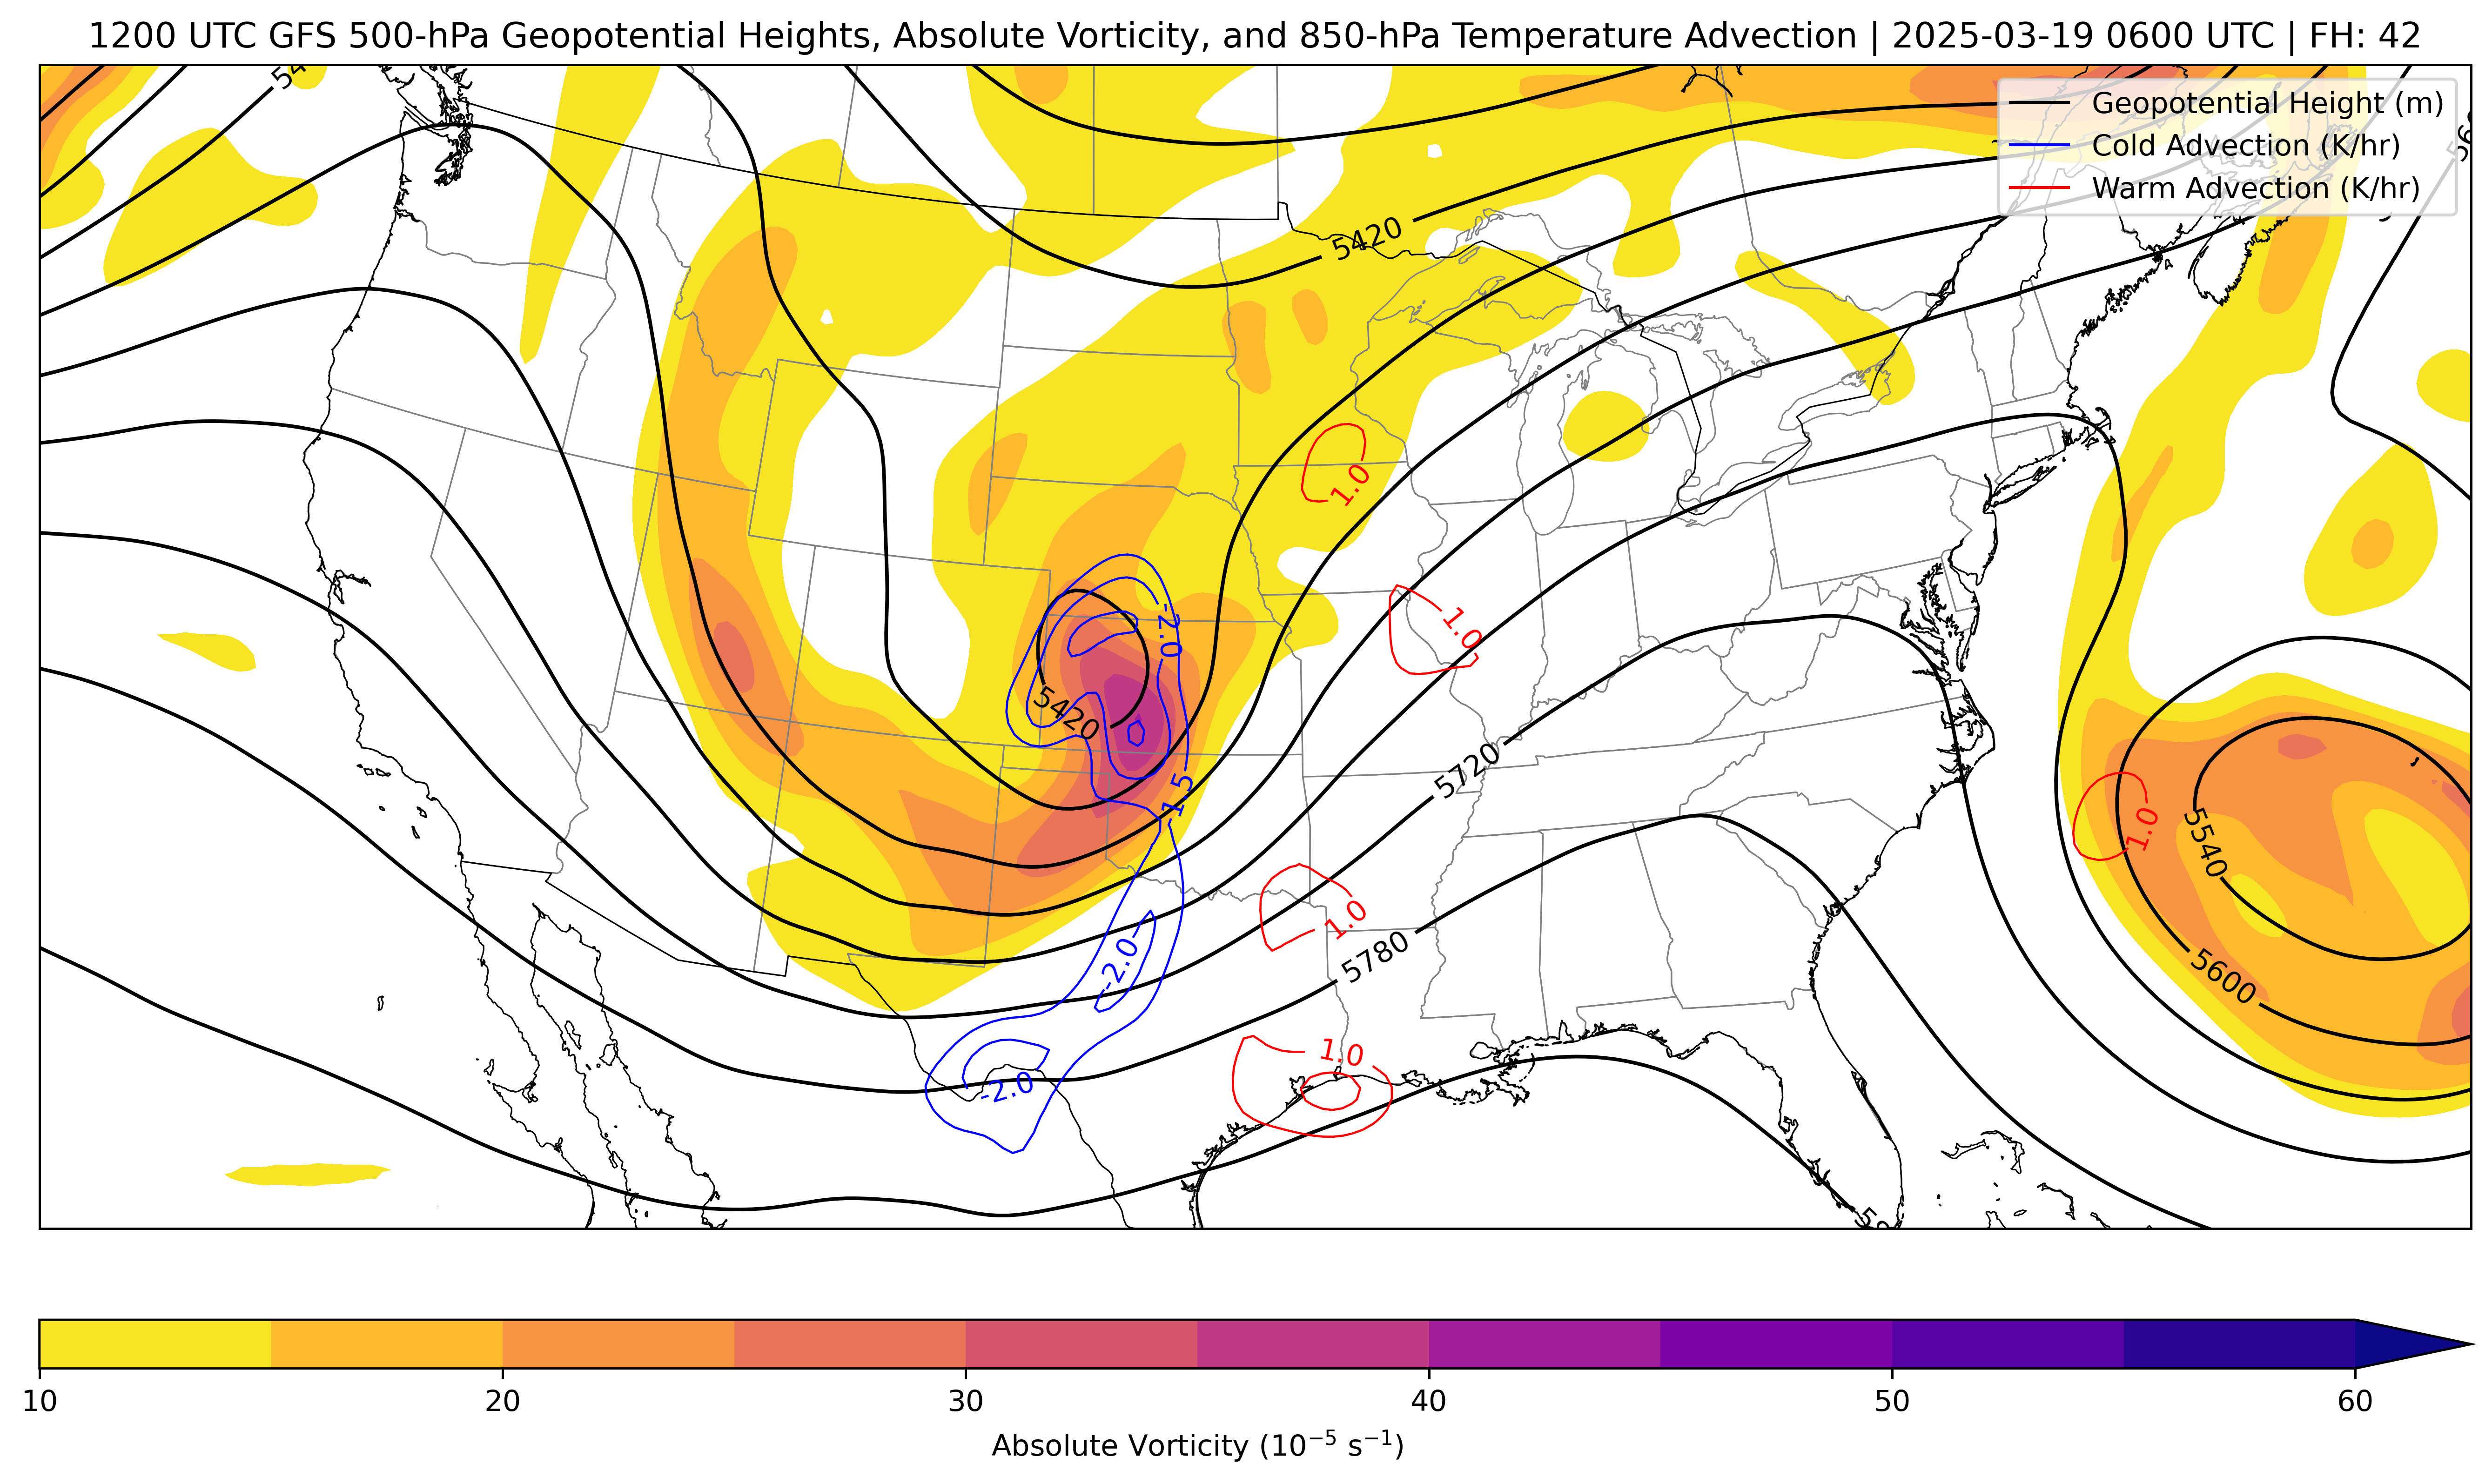 1200 UTC GFS 500-hPa Geopotential Heights, Absolute Vorticity, and 850-hPa Temperature Advection | 2025-03-19 0600 UTC | FH: 42
Geopotential Height (m)
Cold Advection (K/hr)
Warm Advection (K/hr)
5420
1.0
-2.0
1.0
5420
5720
-1.5
1.0
5540
1.0
5780
-2.0
5600
1.0
-2.0
10 20 30 40 50 60
Absolute Vorticity (10⁻⁵ s⁻¹)